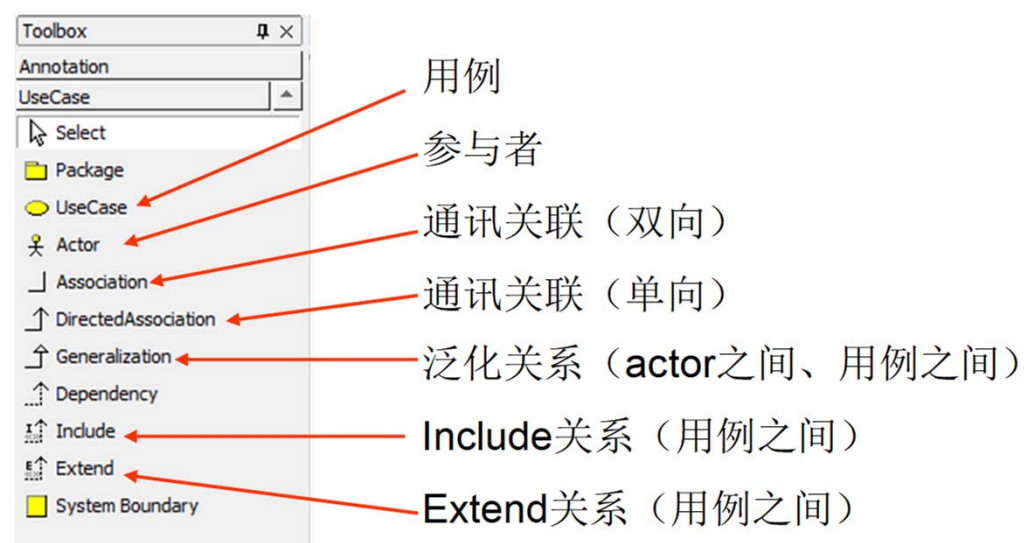 Toolbox
Annotation
UseCase
Select
Package
UseCase
Actor
Association
DirectedAssociation
Generalization
Dependency
Include
Extend
System Boundary
用例
参与者
通讯关联（双向）
通讯关联（单向）
泛化关系（actor之间、用例之间）
Include关系（用例之间）
Extend关系（用例之间）